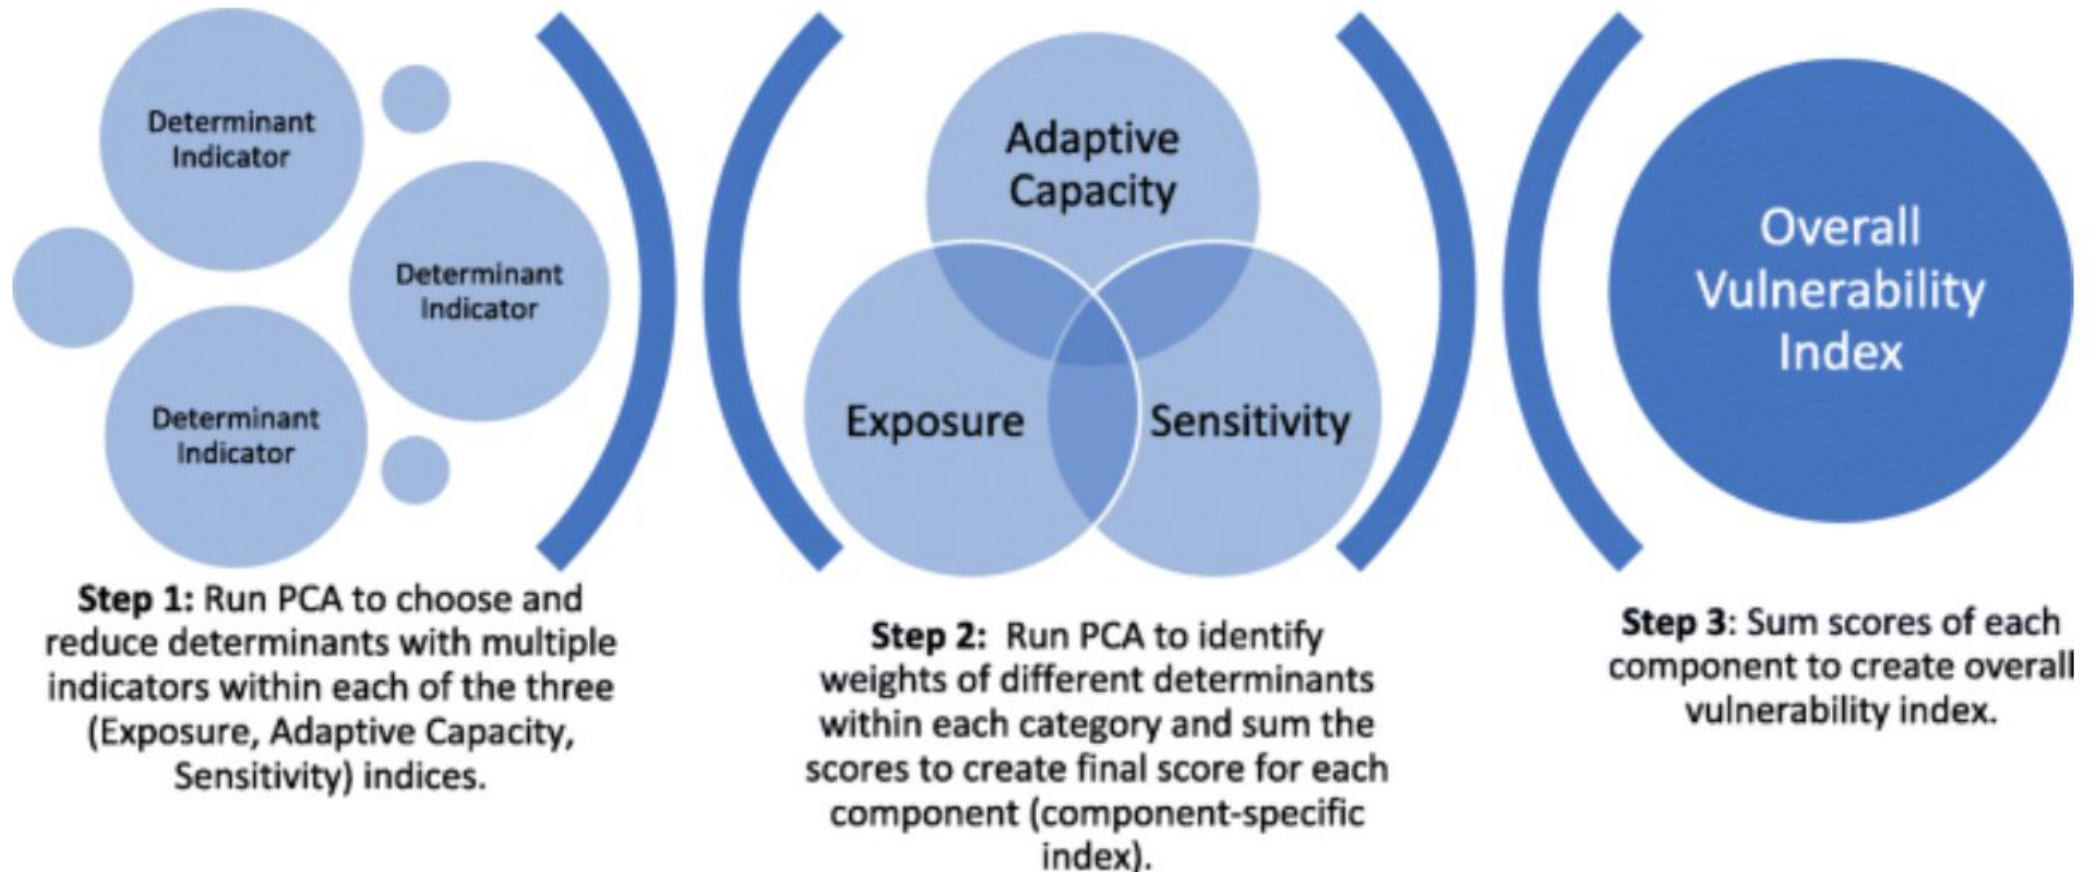 Determinant
Indicator
Determinant
Indicator
Determinant
Indicator
Step 1: Run PCA to choose and
reduce determinants with multiple
indicators within each of the three
(Exposure, Adaptive Capacity,
Sensitivity) indices.
Adaptive
Capacity
Exposure
Sensitivity
Step 2: Run PCA to identify
weights of different determinants
within each category and sum the
scores to create final score for each
component (component-specific
index).
Overall
Vulnerability
Index
Step 3: Sum scores of each
component to create overall
vulnerability index.